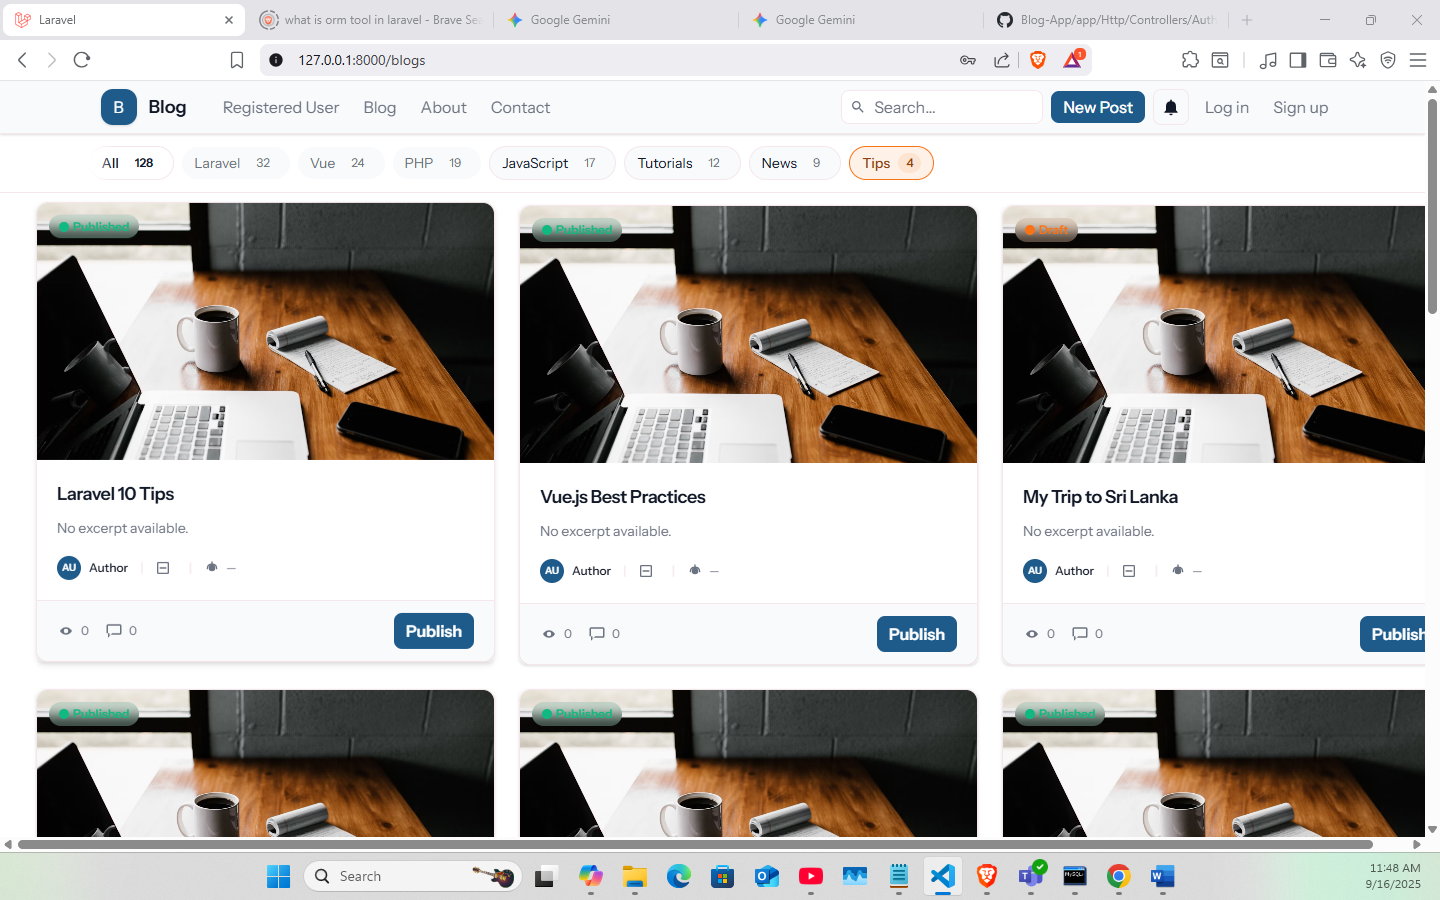 Laravel
what is orm tool in laravel - Brave Sea
Google Gemini
Google Gemini
Blog-App/app/Http/Controllers/Auth
127.0.0.1:8000/blogs
1
B Blog Registered User Blog About Contact Search... New Post Log in Sign up
All 128 Laravel 32 Vue 24 PHP 19 JavaScript 17 Tutorials 12 News 9 Tips 4
Published
Laravel 10 Tips
No excerpt available.
AU Author —
0 0 Publish
Published
Vue.js Best Practices
No excerpt available.
AU Author —
0 0 Publish
Draft
My Trip to Sri Lanka
No excerpt available.
AU Author —
0 0 Publish
Published
Published
Published
Search
11:48 AM
9/16/2025